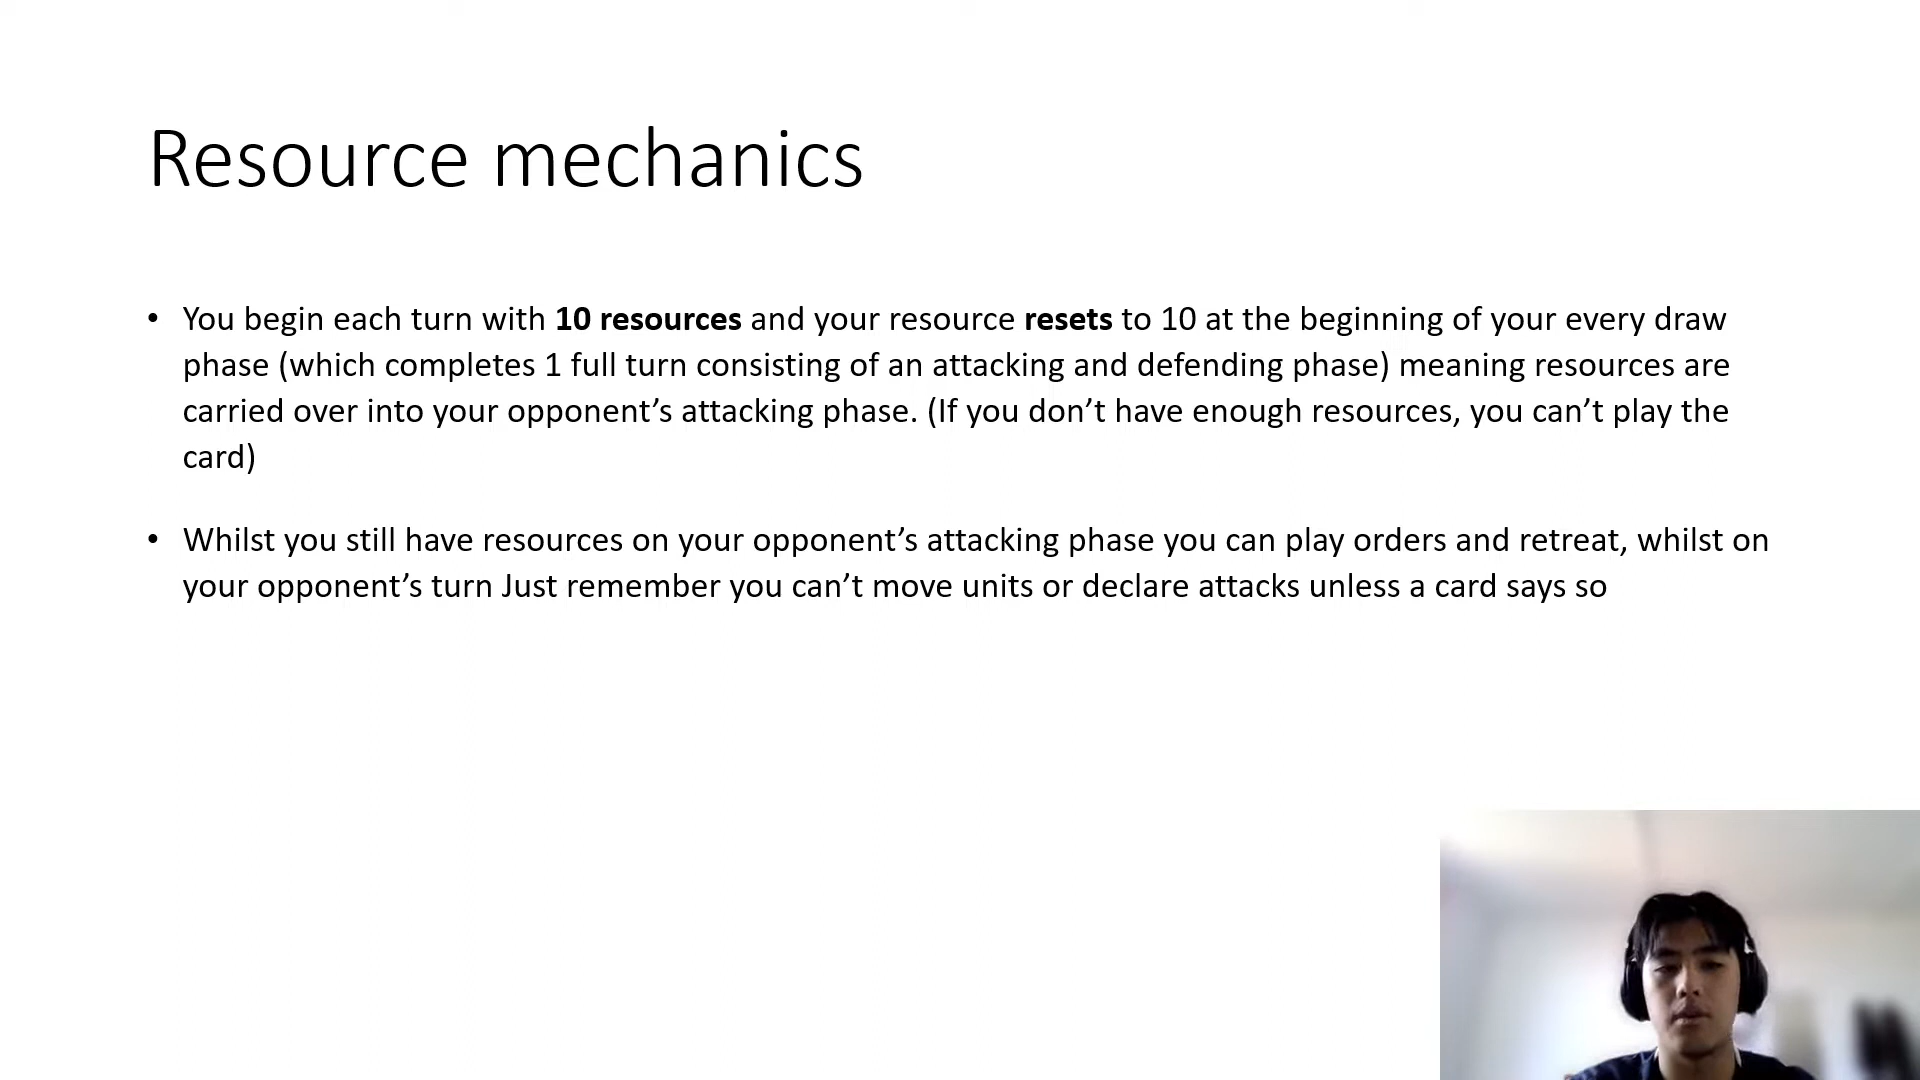 Resource mechanics
• You begin each turn with 10 resources and your resource resets to 10 at the beginning of your every draw
phase (which completes 1 full turn consisting of an attacking and defending phase) meaning resources are
carried over into your opponent’s attacking phase. (If you don’t have enough resources, you can’t play the
card)
• Whilst you still have resources on your opponent’s attacking phase you can play orders and retreat, whilst on
your opponent’s turn Just remember you can’t move units or declare attacks unless a card says so